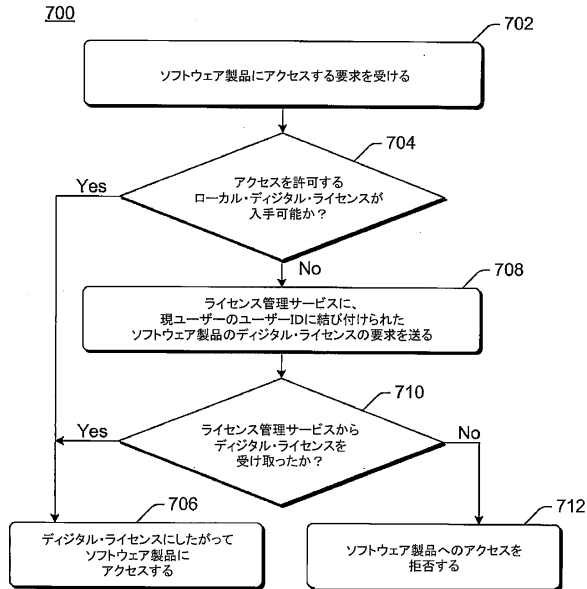 700
702
ソフトウェア製品にアクセスする要求を受ける
704
アクセスを許可する
ローカル・ディジタル・ライセンスが
入手可能か？
Yes
No
708
ライセンス管理サービスに、
現ユーザーのユーザーIDに結び付けられた
ソフトウェア製品のディジタル・ライセンスの要求を送る
710
ライセンス管理サービスから
ディジタル・ライセンスを
受け取ったか？
Yes
No
706
ディジタル・ライセンスにしたがって
ソフトウェア製品に
アクセスする
712
ソフトウェア製品へのアクセスを
拒否する